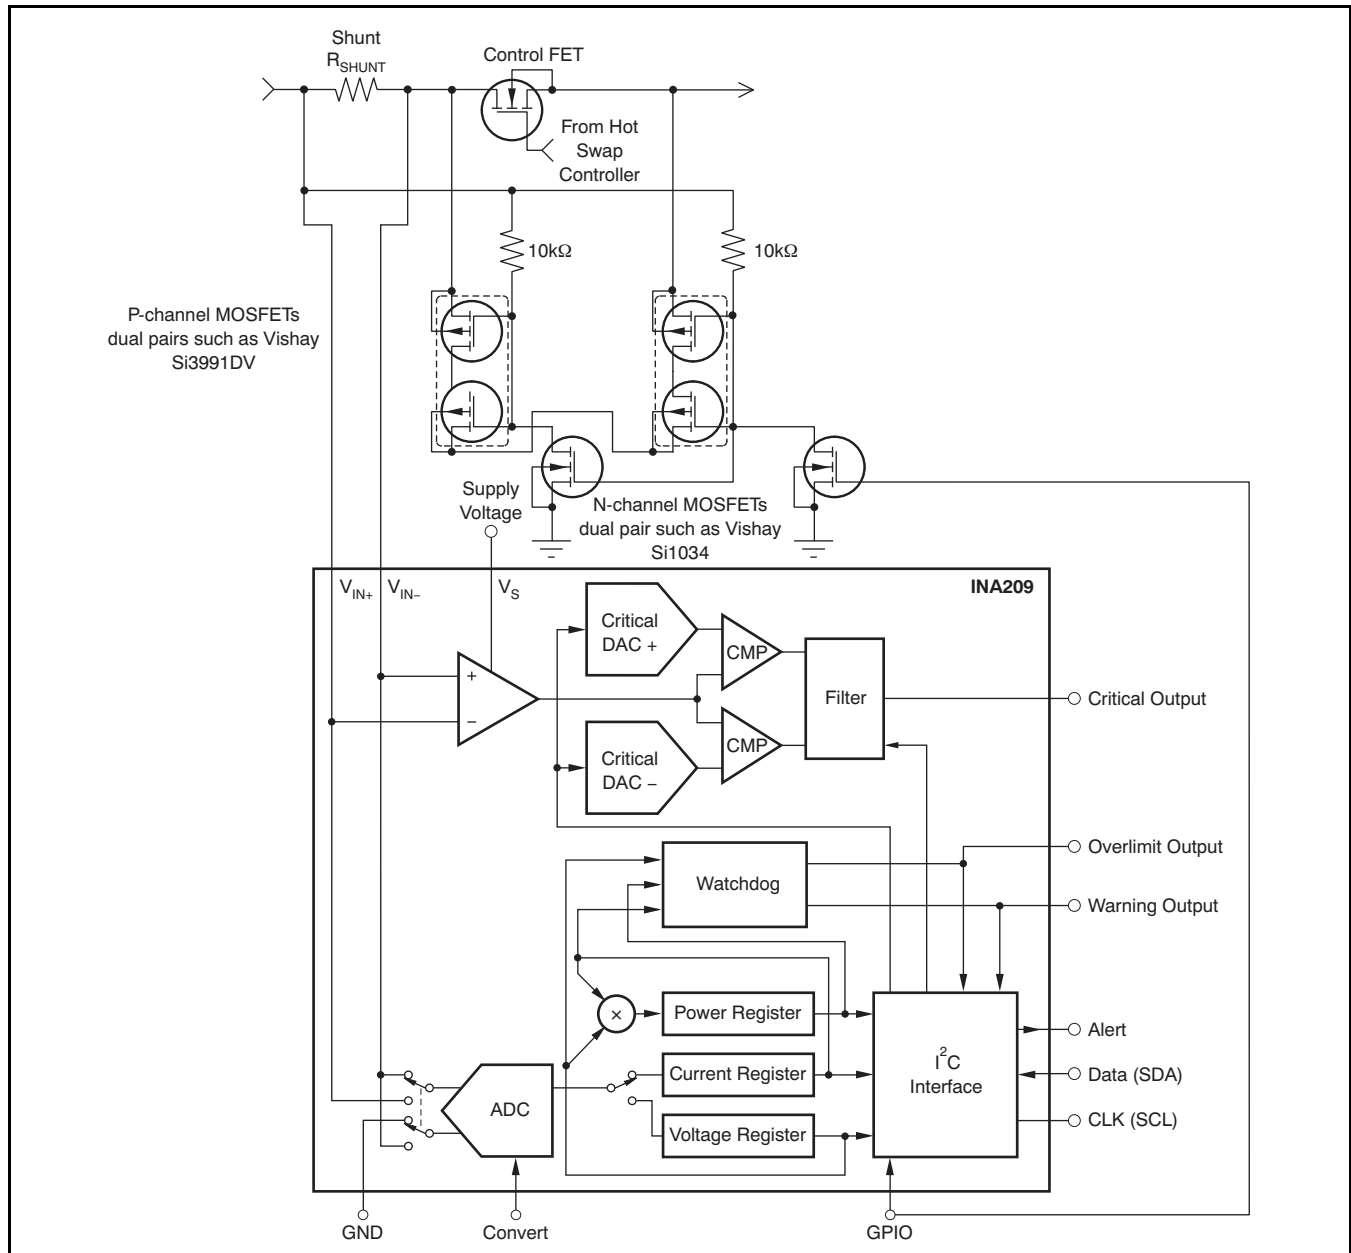 Shunt
R_SHUNT
Control FET
From Hot
Swap
Controller
10kΩ
10kΩ
P-channel MOSFETs
dual pairs such as Vishay
Si3991DV
Supply
Voltage
N-channel MOSFETs
dual pair such as Vishay
Si1034
V_IN+
V_IN−
V_S
INA209
Critical
DAC +
CMP
Filter
Critical Output
+
−
Critical
DAC −
CMP
Overlimit Output
Watchdog
Warning Output
×
Power Register
Alert
Current Register
I²C
Interface
Data (SDA)
ADC
CLK (SCL)
Voltage Register
GND
Convert
GPIO